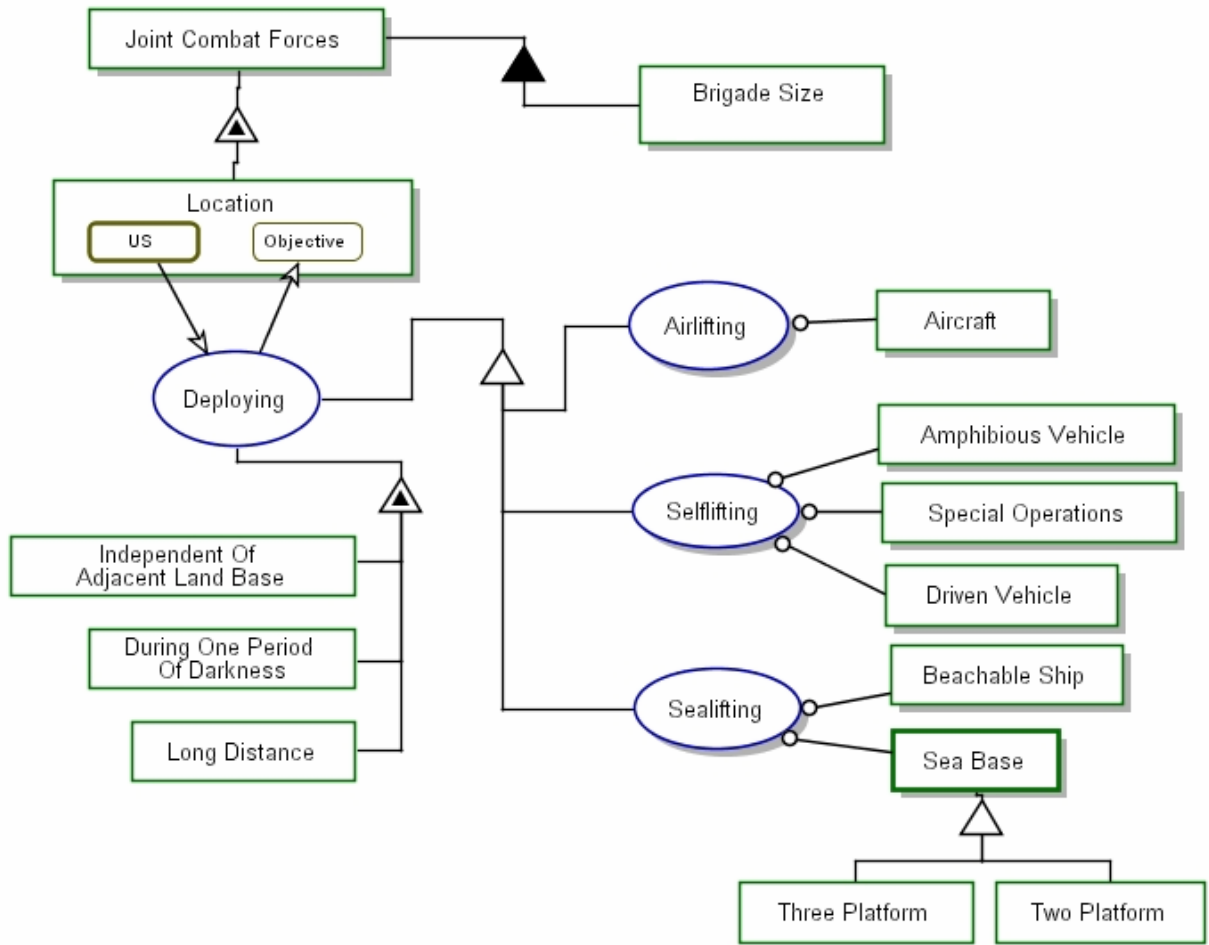 Joint Combat Forces
Brigade Size
Location
US
Objective
Deploying
Airlifting
Aircraft
Amphibious Vehicle
Selflifting
Special Operations
Driven Vehicle
Independent Of
Adjacent Land Base
During One Period
Of Darkness
Long Distance
Sealifting
Beachable Ship
Sea Base
Three Platform
Two Platform